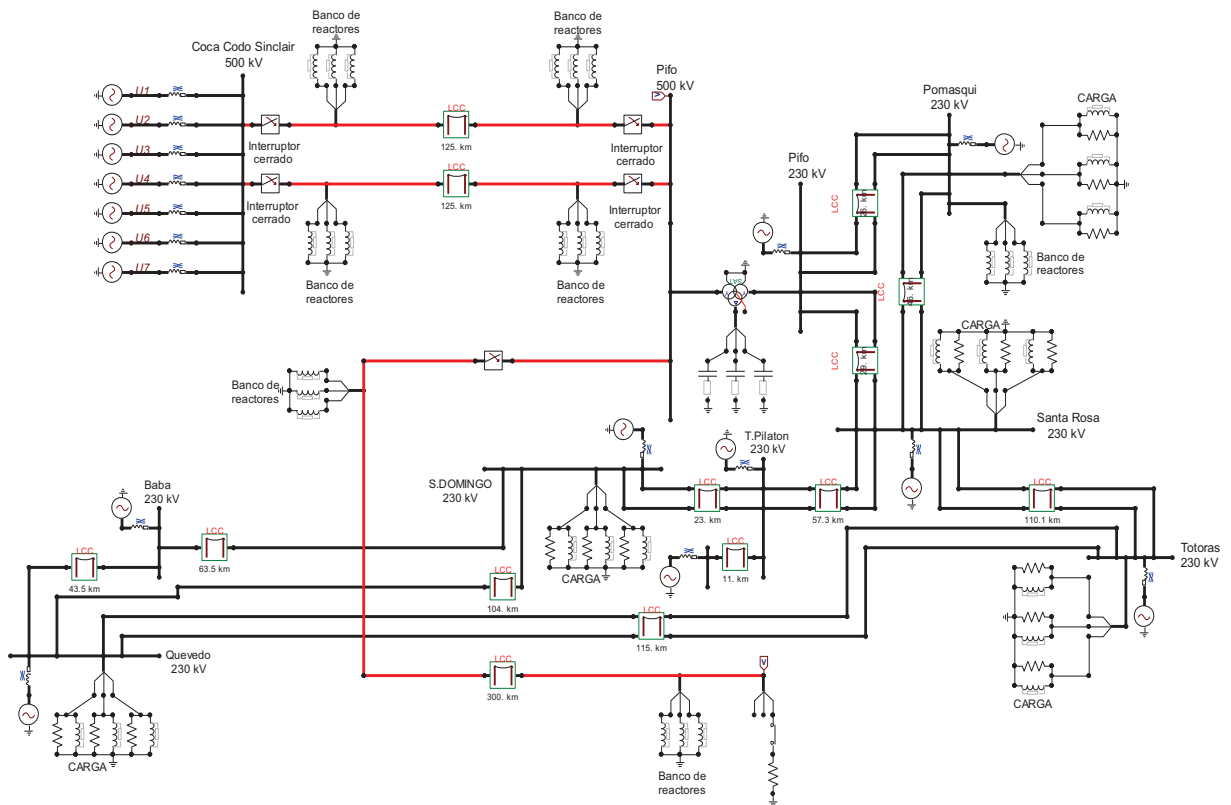 Banco de
reactores
Banco de
reactores
Coca Codo Sinclair
500 kV
Pifo
500 kV
V
U1
U2
U3
U4
U5
U6
U7
LCC
125. km
Interruptor
cerrado
Interruptor
cerrado
LCC
125. km
Interruptor
cerrado
Interruptor
cerrado
Banco de
reactores
Banco de
reactores
Pomasqui
230 kV
CARGA
Pifo
230 kV
LCC
LCC
Banco de
reactores
SAT
Y
Y
LCC
29. km
CARGA
Banco de
reactores
Santa Rosa
230 kV
T.Pilaton
230 kV
S.DOMINGO
230 kV
LCC
23. km
LCC
57.3 km
LCC
110.1 km
Baba
230 kV
LCC
63.5 km
LCC
43.5 km
CARGA
LCC
11. km
Totoras
230 kV
LCC
104. km
LCC
115. km
Quevedo
230 kV
LCC
300. km
V
CARGA
CARGA
Banco de
reactores